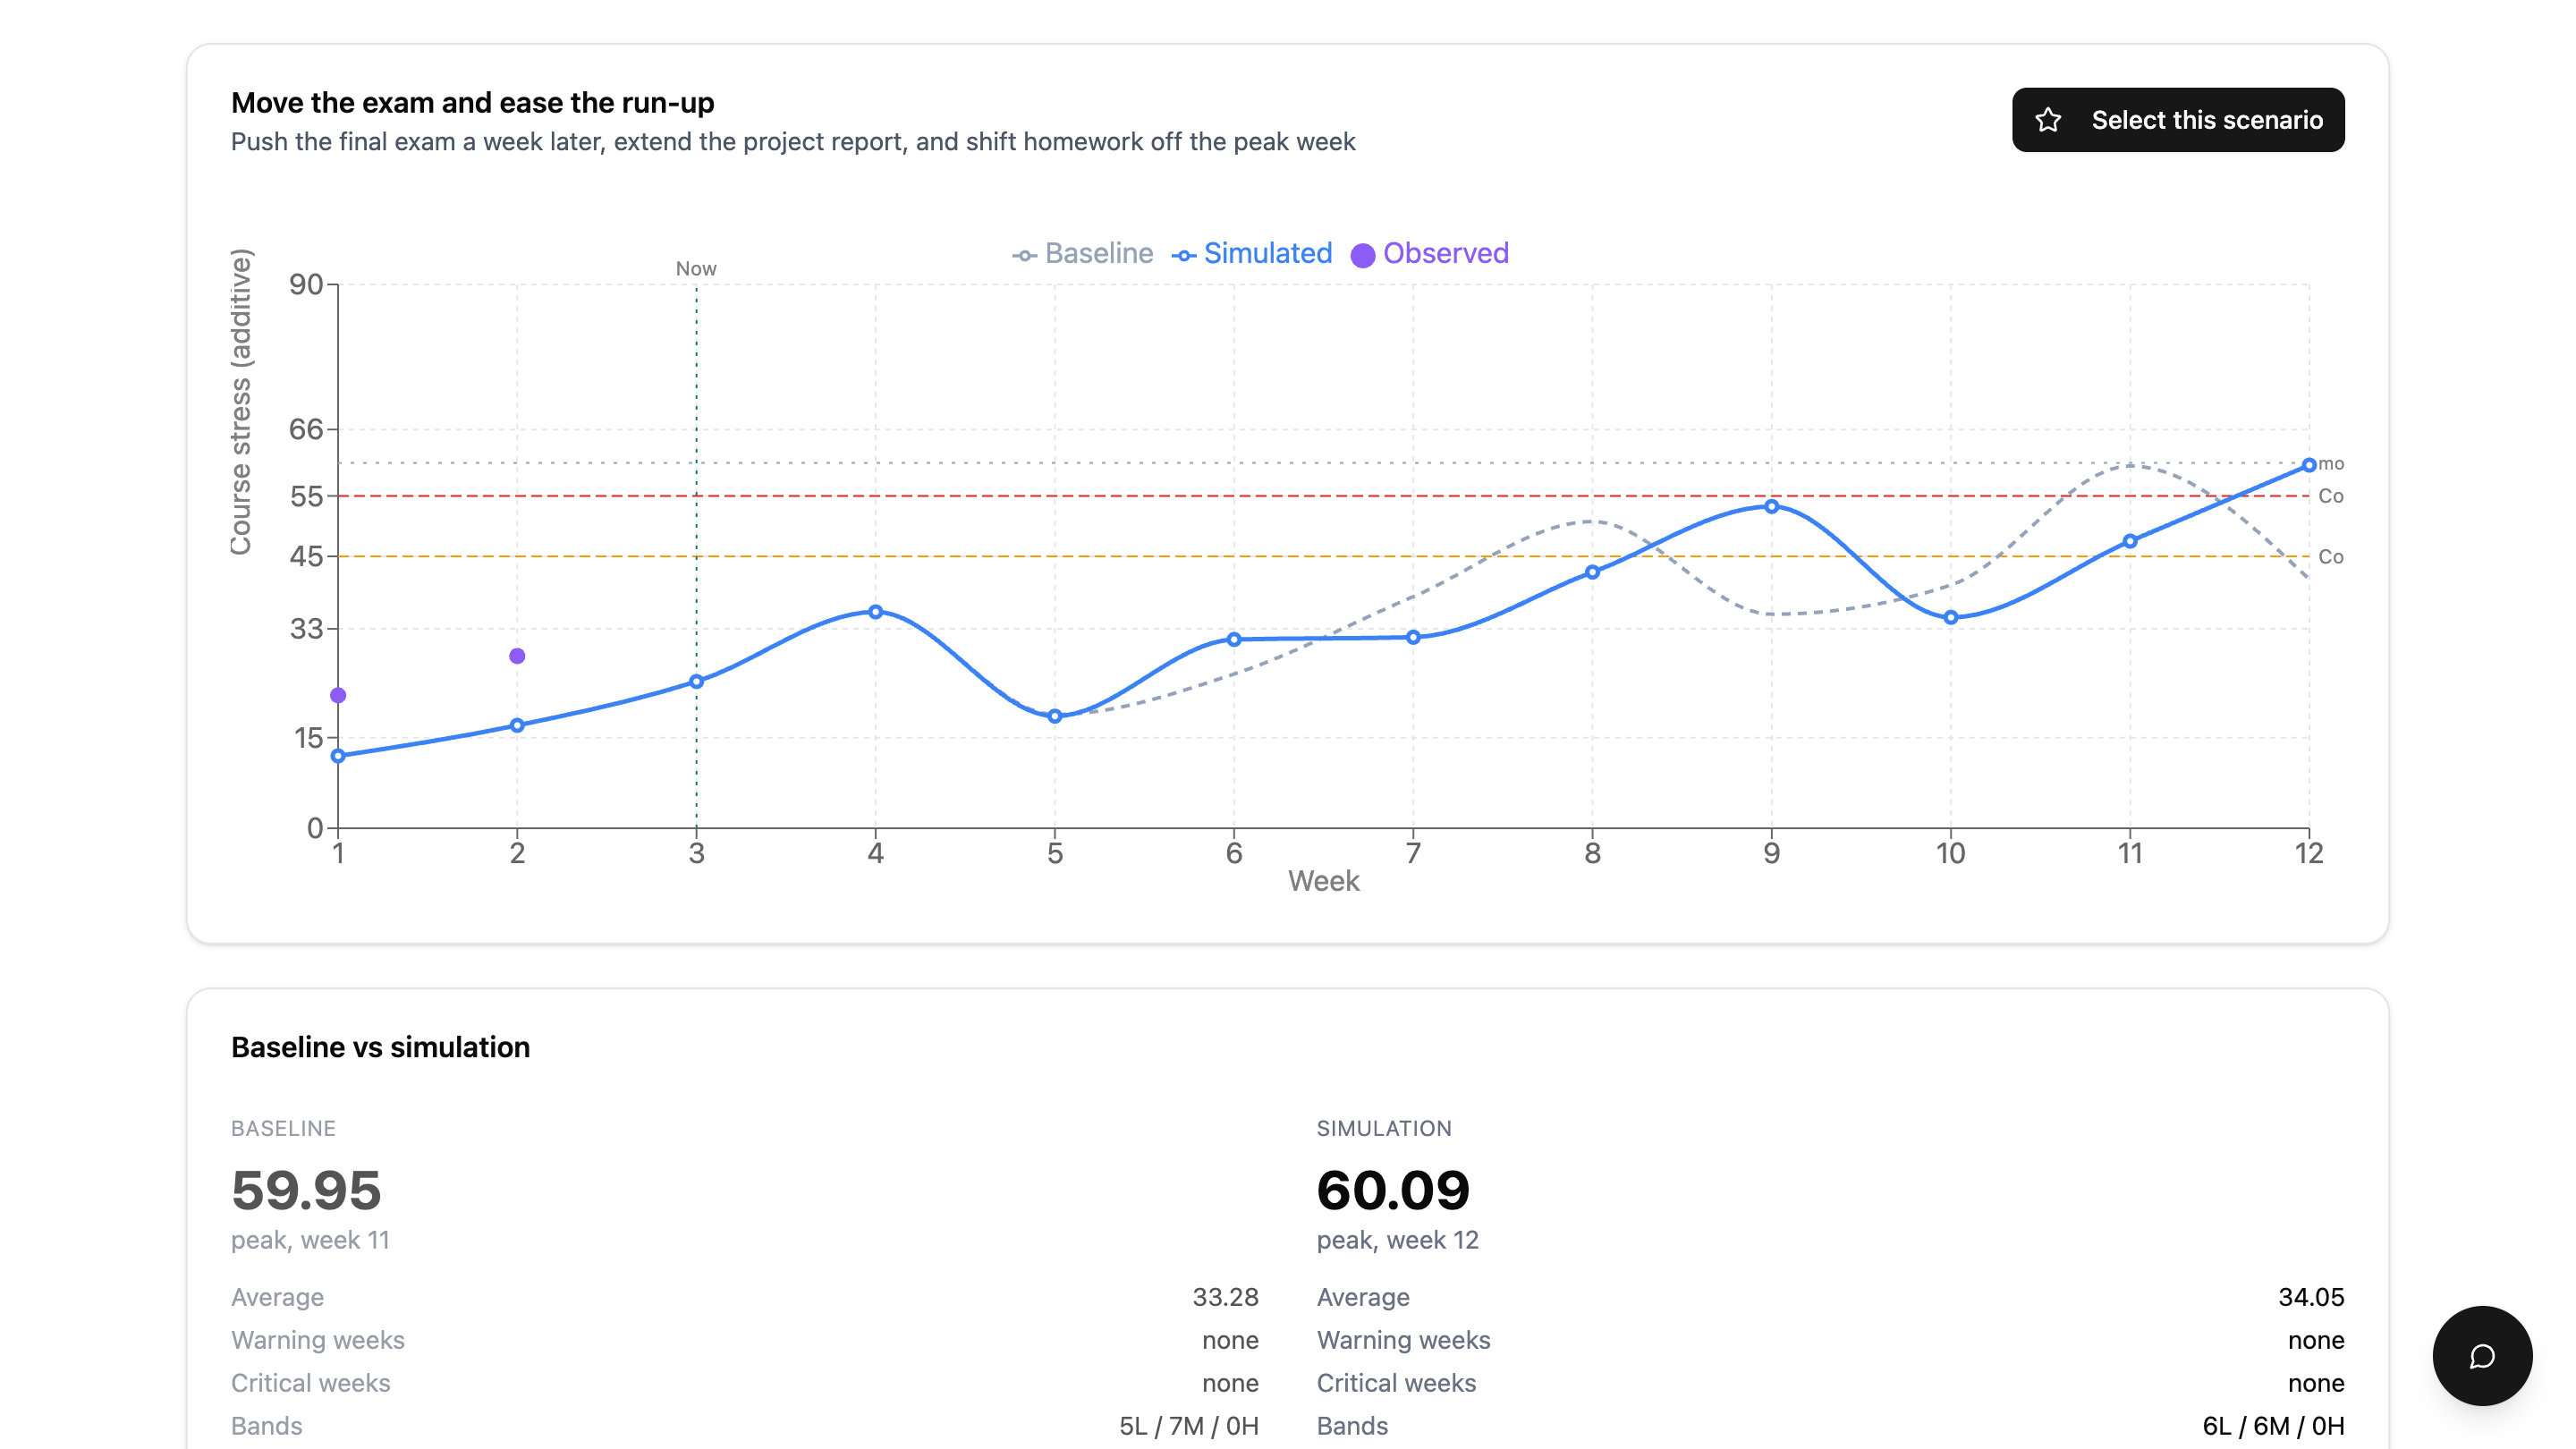 Move the exam and ease the run-up
Push the final exam a week later, extend the project report, and shift homework off the peak week
Select this scenario
Baseline Simulated Observed
Now
Course stress (additive)
90
66
mo
55
Co
45
Co
33
15
0
1 2 3 4 5 6 7 8 9 10 11 12
Week
Baseline vs simulation
BASELINE SIMULATION
59.95 60.09
peak, week 11 peak, week 12
Average 33.28 Average 34.05
Warning weeks none Warning weeks none
Critical weeks none Critical weeks none
Bands 5L / 7M / 0H Bands 6L / 6M / 0H